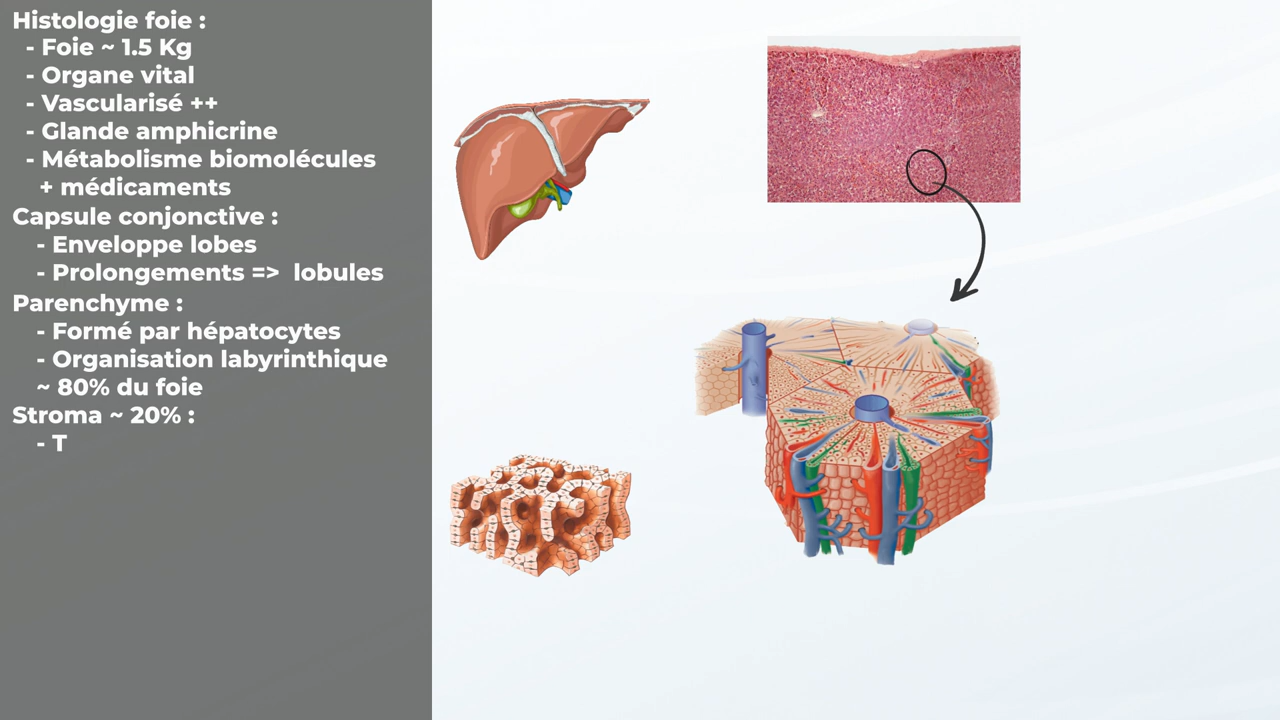 Histologie foie :
- Foie ~ 1.5 Kg
- Organe vital
- Vascularisé ++
- Glande amphicrine
- Métabolisme biomolécules
+ médicaments
Capsule conjonctive :
- Enveloppe lobes
- Prolongements => lobules
Parenchyme :
- Formé par hépatocytes
- Organisation labyrinthique
~ 80% du foie
Stroma ~ 20% :
- T